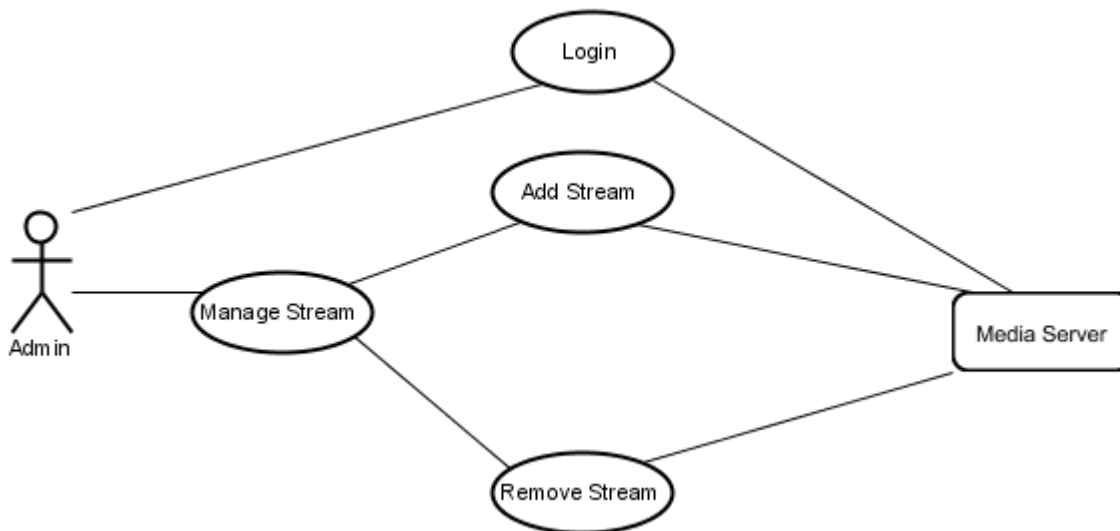 Login
Add Stream
Manage Stream
Admin
Media Server
Remove Stream